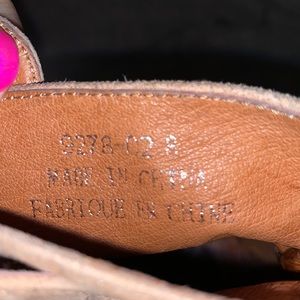 9278-02 8
MADE IN CHINA
FABRIQUE EN CHINE